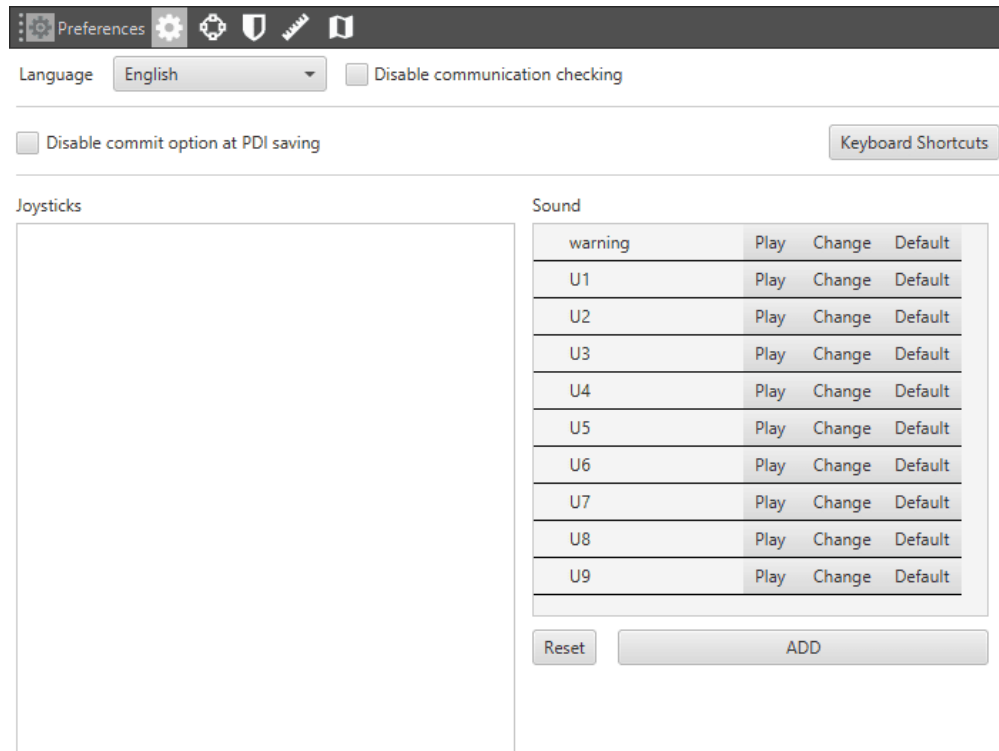 Preferences
Language English Disable communication checking
Disable commit option at PDI saving Keyboard Shortcuts
Joysticks Sound
warning Play Change Default
U1 Play Change Default
U2 Play Change Default
U3 Play Change Default
U4 Play Change Default
U5 Play Change Default
U6 Play Change Default
U7 Play Change Default
U8 Play Change Default
U9 Play Change Default
Reset ADD